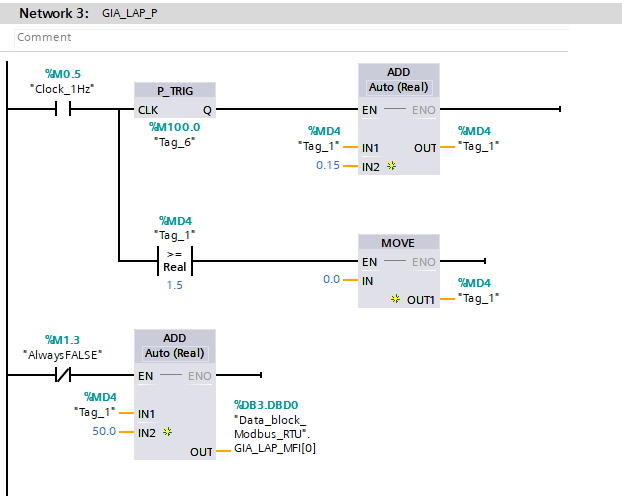 Network 3: GIA_LAP_P
Comment
%M0.5
"Clock_1Hz"
P_TRIG
CLK Q
%M100.0
"Tag_6"
ADD
Auto (Real)
EN ENO
%MD4
"Tag_1" IN1
0.15 IN2
OUT
%MD4
"Tag_1"
%MD4
"Tag_1"
>=
Real
1.5
MOVE
EN ENO
0.0 IN
OUT1
%MD4
"Tag_1"
%M1.3
"AlwaysFALSE"
ADD
Auto (Real)
EN ENO
%MD4
"Tag_1" IN1
50.0 IN2
OUT
%DB3.DBD0
"Data_block_
Modbus_RTU".
GIA_LAP_MFI[0]